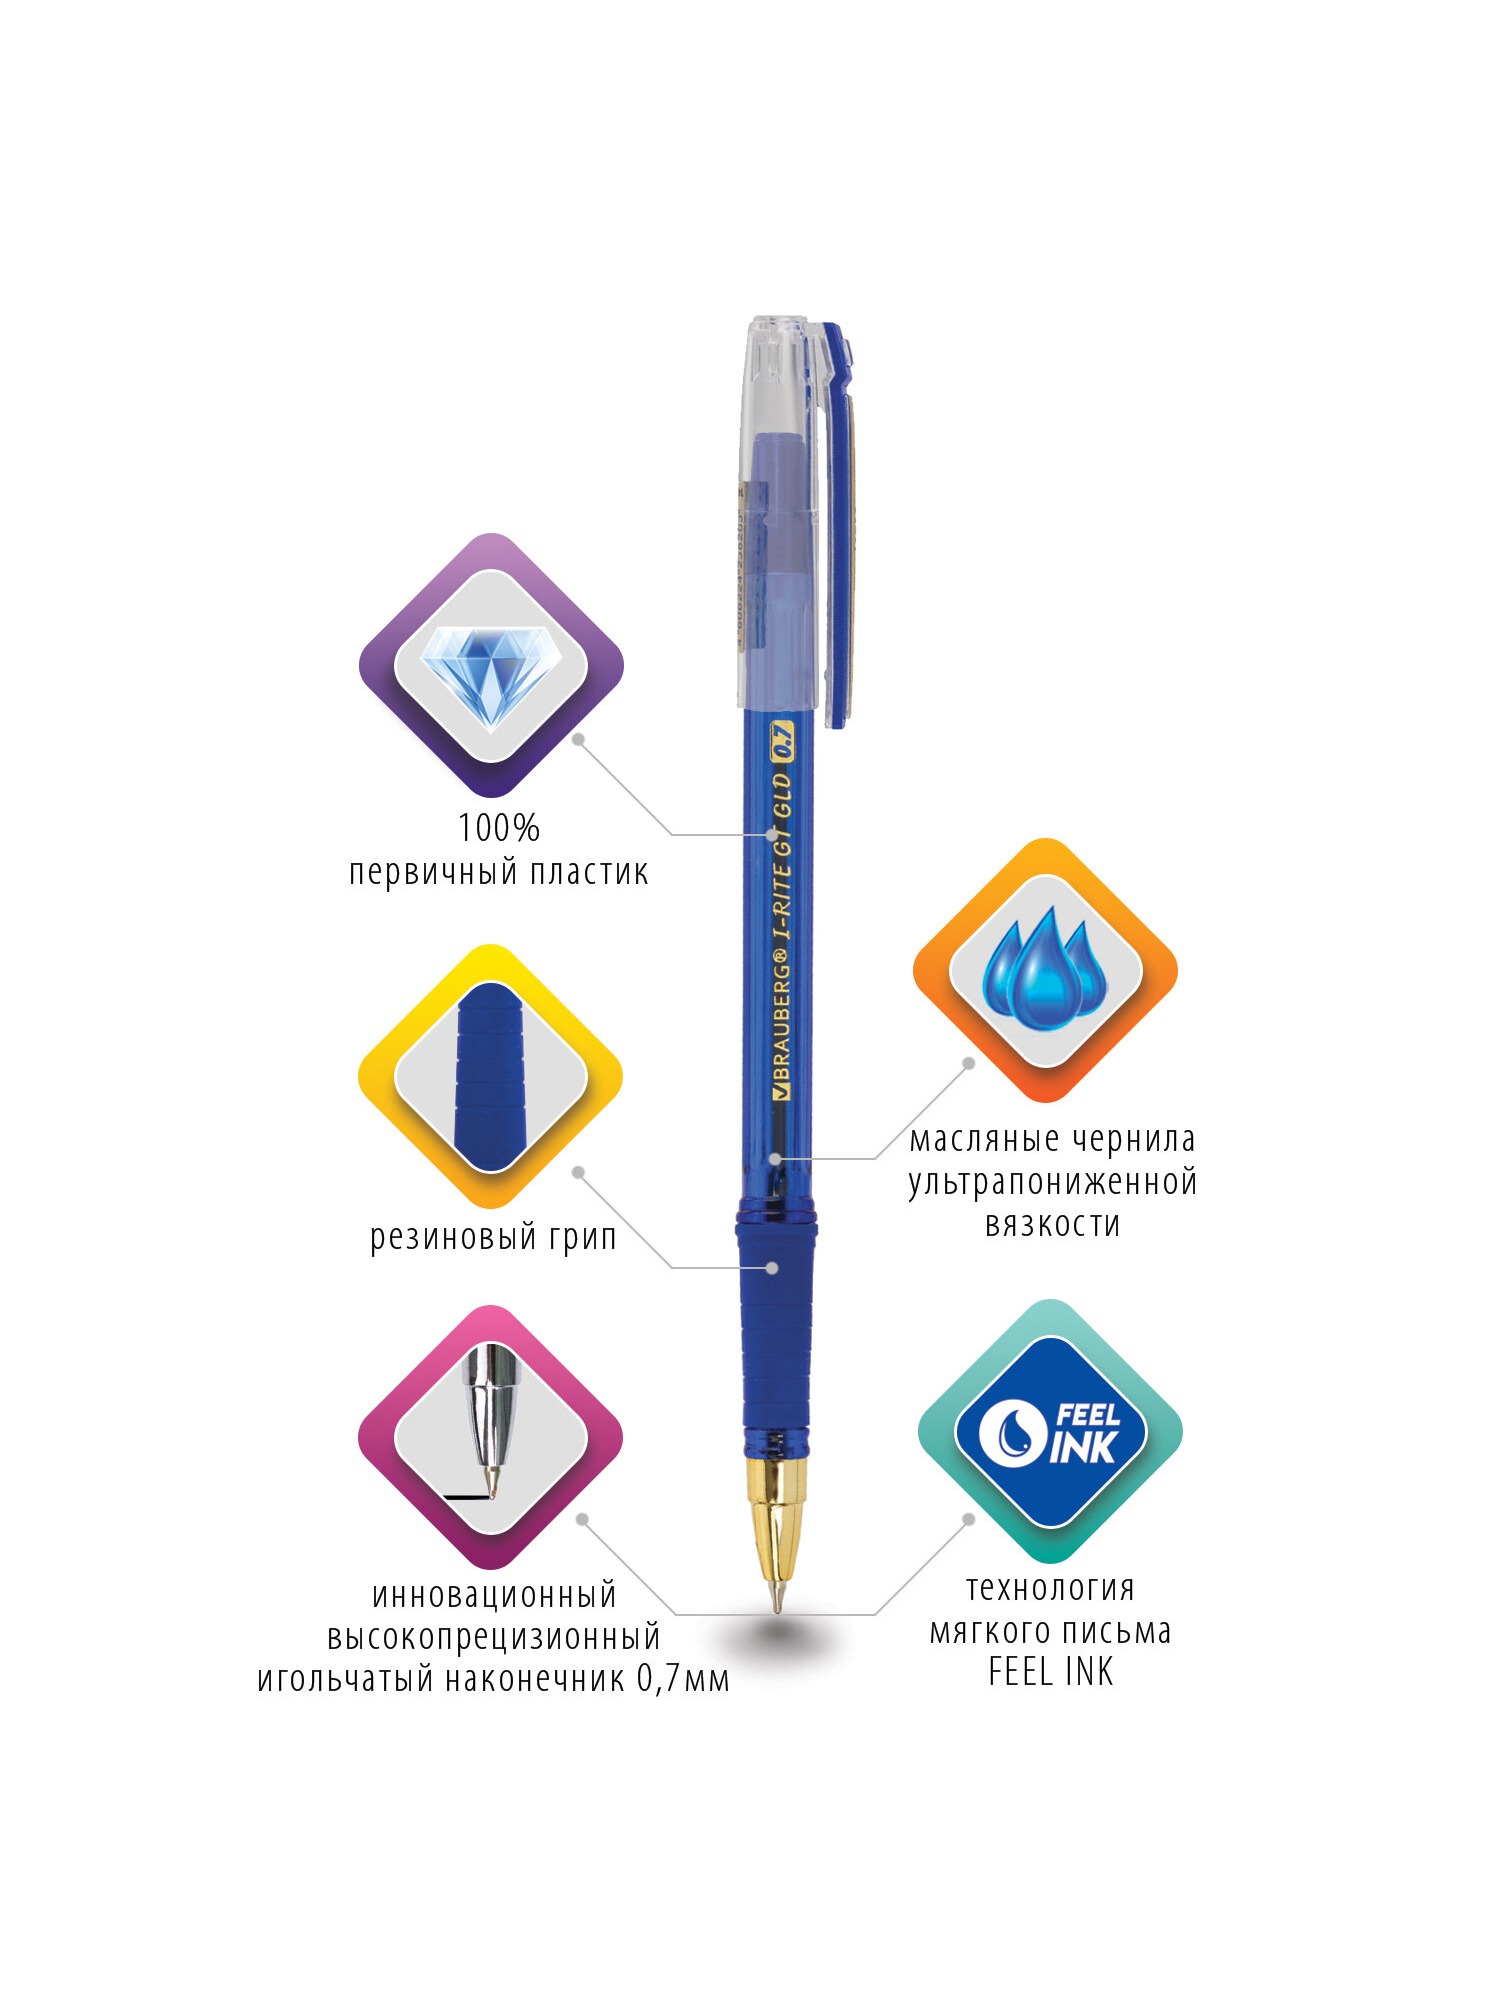 100%
первичный пластик
резиновый грип
инновационный
высокопрецизионный
игольчатый наконечник 0,7мм
BRAUBERG® I-RITE GT GLD 0.7
масляные чернила
ультрапониженной
вязкости
FEEL
INK
технология
мягкого письма
FEEL INK